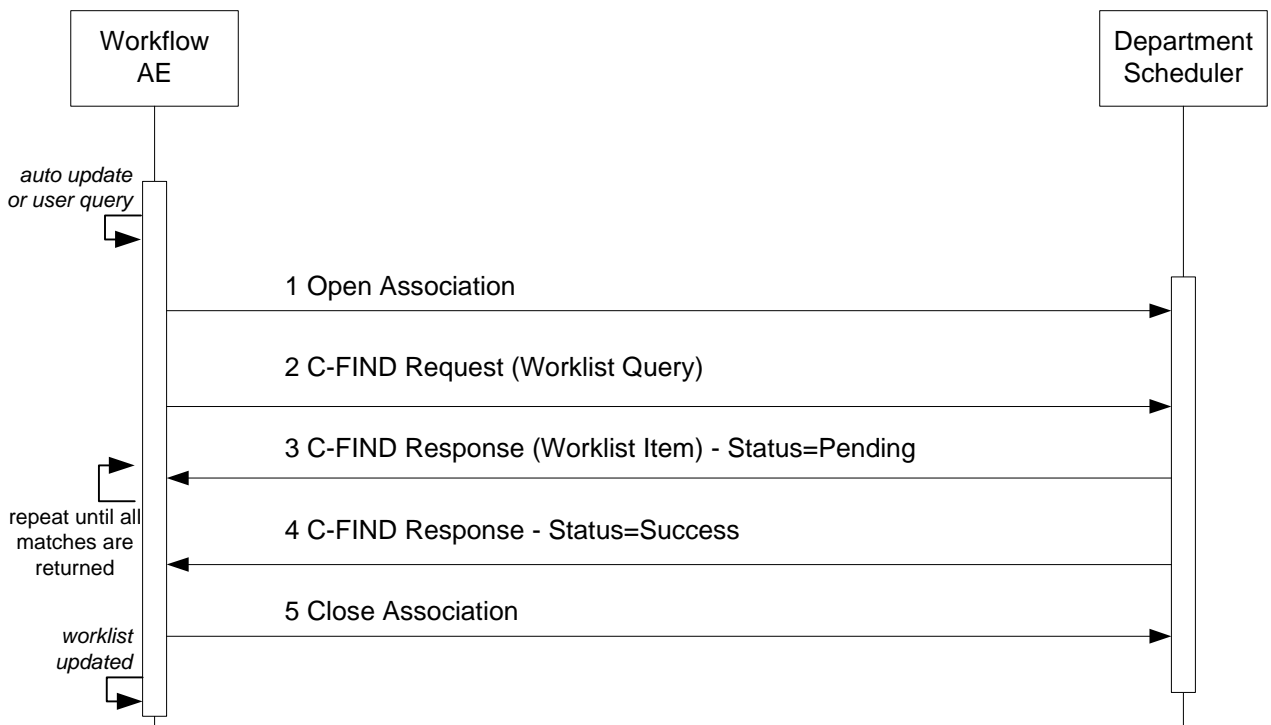 Workflow
AE
Department
Scheduler
auto update
or user query
1 Open Association
2 C-FIND Request (Worklist Query)
3 C-FIND Response (Worklist Item) - Status=Pending
repeat until all
matches are
returned
4 C-FIND Response - Status=Success
5 Close Association
worklist
updated